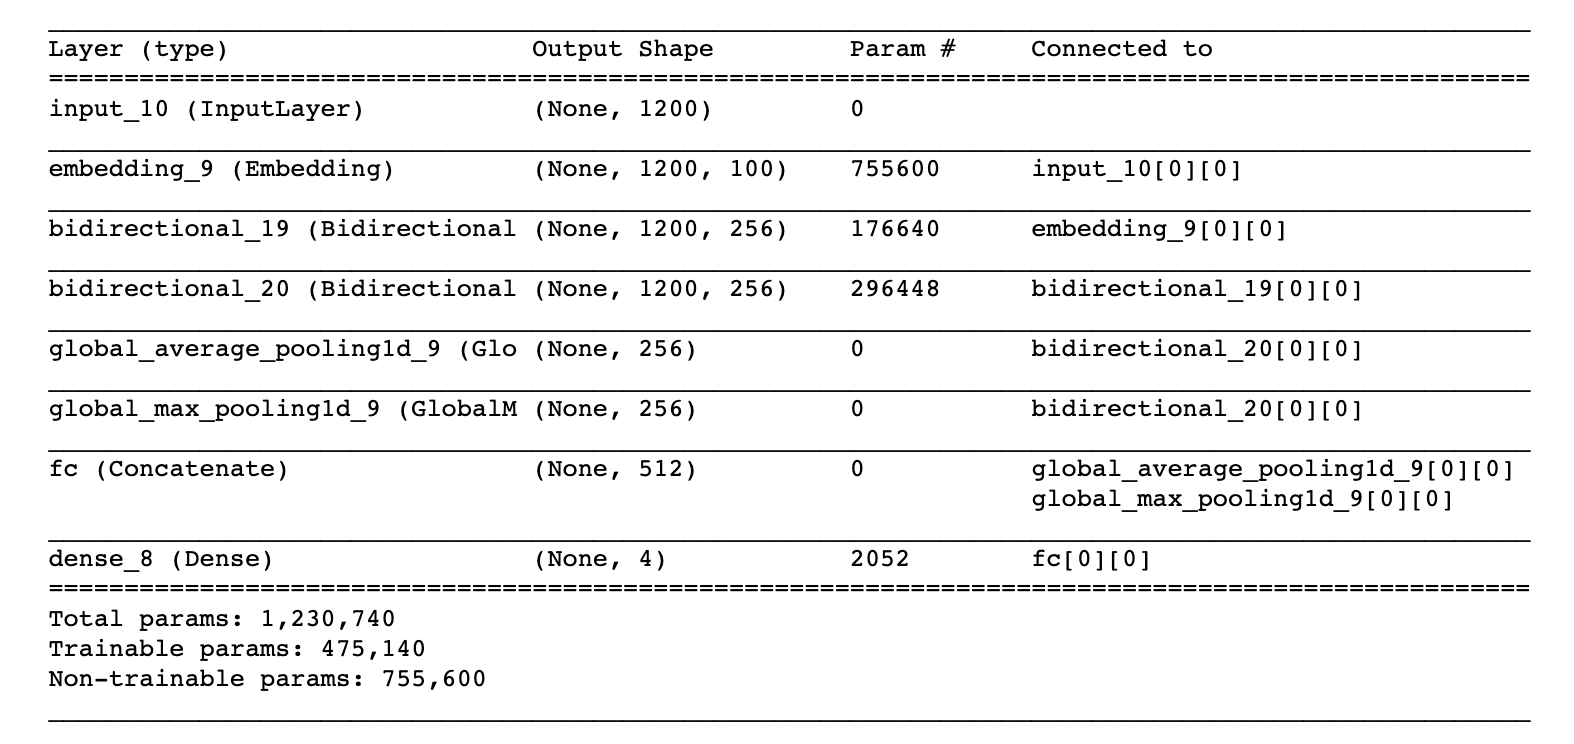 Layer (type) Output Shape Param # Connected to
input_10 (InputLayer) (None, 1200) 0
embedding_9 (Embedding) (None, 1200, 100) 755600 input_10[0][0]
bidirectional_19 (Bidirectional (None, 1200, 256) 176640 embedding_9[0][0]
bidirectional_20 (Bidirectional (None, 1200, 256) 296448 bidirectional_19[0][0]
global_average_pooling1d_9 (Glo (None, 256) 0 bidirectional_20[0][0]
global_max_pooling1d_9 (GlobalM (None, 256) 0 bidirectional_20[0][0]
fc (Concatenate) (None, 512) 0 global_average_pooling1d_9[0][0]
global_max_pooling1d_9[0][0]
dense_8 (Dense) (None, 4) 2052 fc[0][0]
Total params: 1,230,740
Trainable params: 475,140
Non-trainable params: 755,600